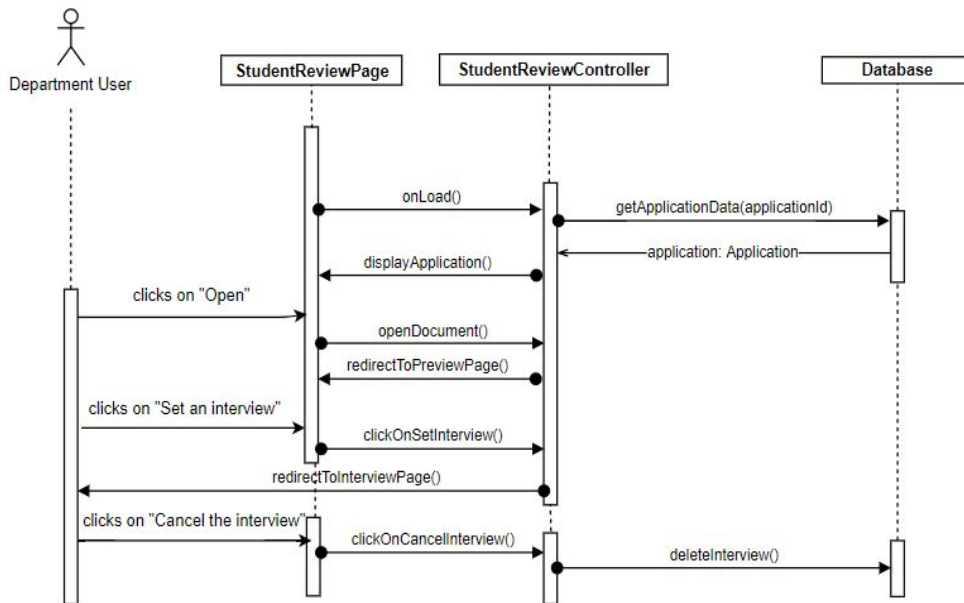 StudentReviewPage
StudentReviewController
Database
Department User
onLoad()
getApplicationData(applicationId)
application: Application
displayApplication()
clicks on "Open"
openDocument()
redirectToPreviewPage()
clicks on "Set an interview"
clickOnSetInterview()
redirectToInterviewPage()
clicks on "Cancel the interview"
clickOnCancelInterview()
deleteInterview()